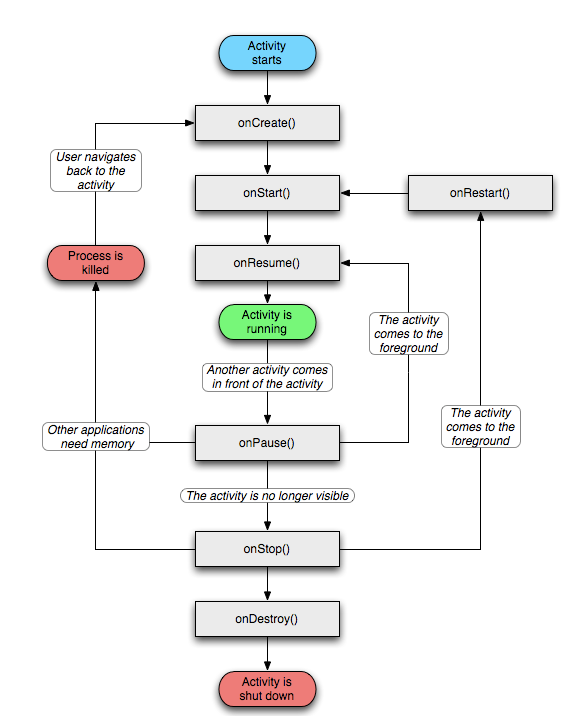 Activity
starts
onCreate()
User navigates
back to the
activity
onStart()
onRestart()
Process is
killed
onResume()
Activity is
running
The activity
comes to the
foreground
Another activity comes
in front of the activity
The activity
comes to the
foreground
Other applications
need memory
onPause()
The activity is no longer visible
onStop()
onDestroy()
Activity is
shut down